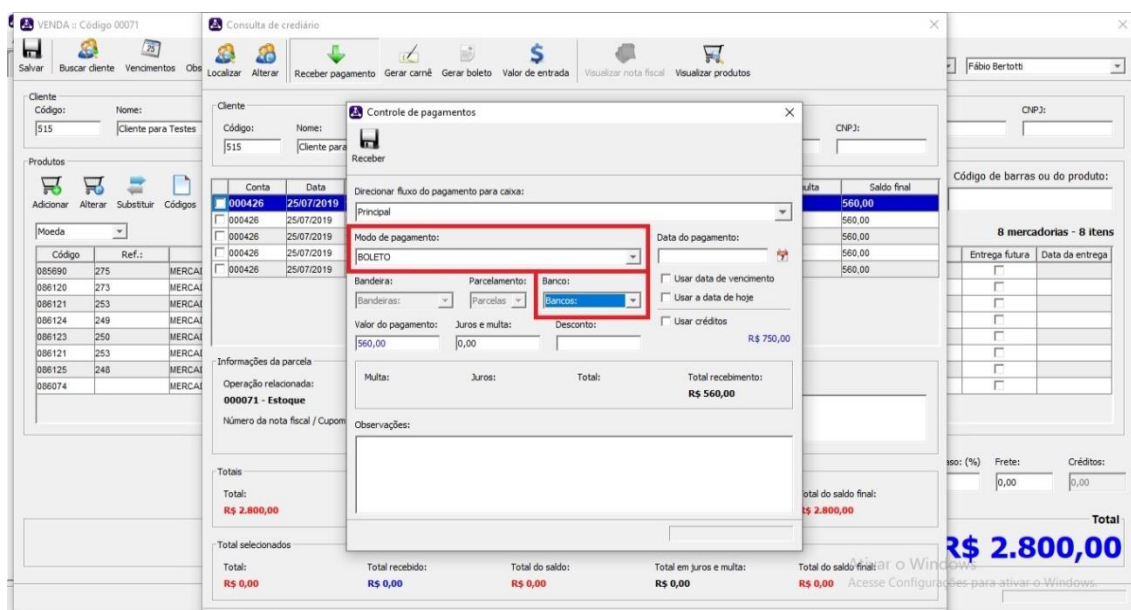 VENDA :: Código 00071
Salvar Buscar cliente Vencimentos Obs
Cliente
Código: Nome:
515 Cliente para Testes
Produtos
Adicionar Alterar Substituir Códigos
Moeda
Código Ref.:
085690 275 MERCAI
086120 273 MERCAI
086121 253 MERCAI
086124 249 MERCAI
086123 250 MERCAI
086121 253 MERCAI
086125 248 MERCAI
086074 MERCAI
Consulta de crediário
Localizar Alterar Receber pagamento Gerar carnê Gerar boleto Valor de entrada Visualizar nota fiscal Visualizar produtos
Cliente
Código: Nome: CNPJ:
515 Cliente para
Conta Data ulta Saldo final
000426 25/07/2019 560,00
000426 25/07/2019 560,00
000426 25/07/2019 560,00
000426 25/07/2019 560,00
000426 25/07/2019 560,00
Informações da parcela
Operação relacionada:
000071 - Estoque
Número da nota fiscal / Cupom
Totais
Total: otal do saldo final:
R$ 2.800,00 R$ 2.800,00
Total selecionados
Total: Total recebido: Total do saldo: Total em juros e multa: Total do saldo final:
R$ 0,00 R$ 0,00 R$ 0,00 R$ 0,00 R$ 0,00
Controle de pagamentos
Receber
Direcionar fluxo do pagamento para caixa:
Principal
Modo de pagamento: Data do pagamento:
BOLETO
Bandeira: Parcelamento: Banco: Usar data de vencimento
Bandeiras: Parcelas Bancos: Usar a data de hoje
Valor do pagamento: Juros e multa: Desconto: Usar créditos
560,00 0,00 R$ 750,00
Multa: Juros: Total: Total recebimento:
R$ 560,00
Observações:
Fábio Bertotti
CNPJ:
Código de barras ou do produto:
8 mercadorias - 8 itens
Entrega futura Data da entrega
aso: (%) Frete: Créditos:
0,00 0,00
Total
R$ 2.800,00
Ativar o Windows
Acesse Configurações para ativar o Windows.